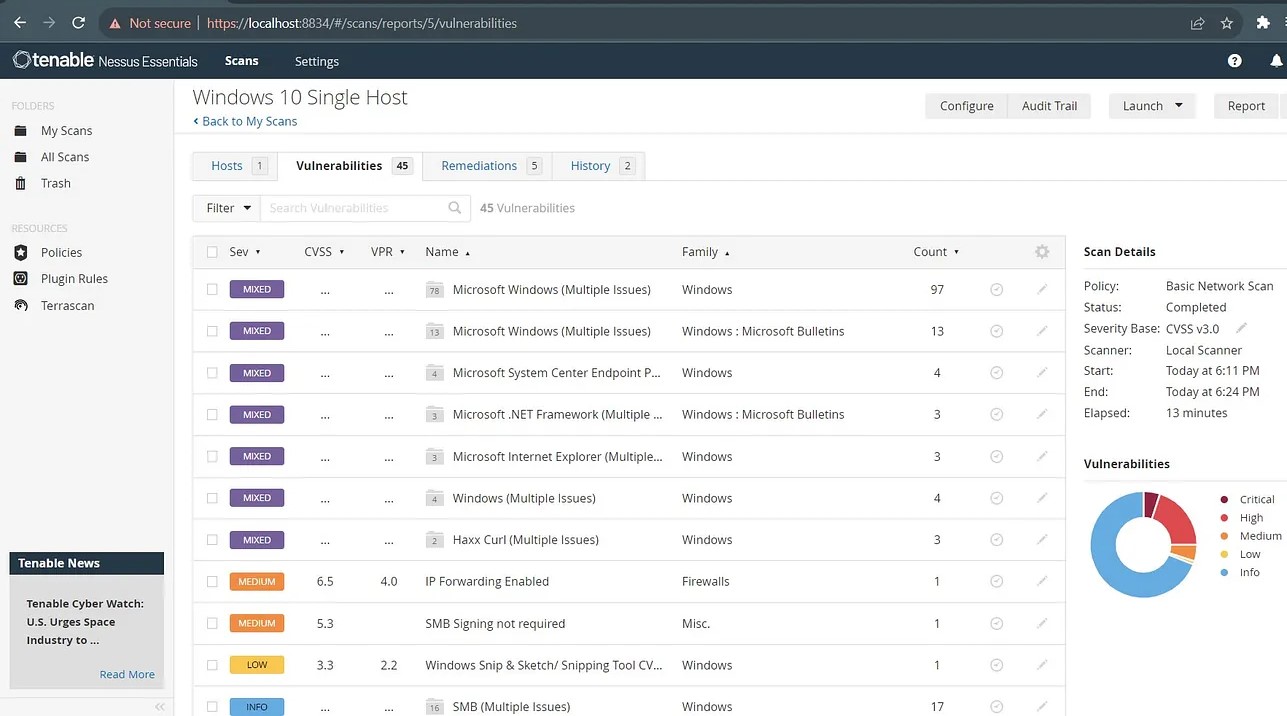 Not secure | https://localhost:8834/#/scans/reports/5/vulnerabilities
tenable Nessus Essentials Scans Settings
FOLDERS
My Scans
All Scans
Trash
RESOURCES
Policies
Plugin Rules
Terrascan
Tenable News
Tenable Cyber Watch:
U.S. Urges Space
Industry to ...
Read More
Windows 10 Single Host
Back to My Scans
Configure Audit Trail Launch Report
Hosts 1 Vulnerabilities 45 Remediations 5 History 2
Filter Search Vulnerabilities 45 Vulnerabilities
Sev CVSS VPR Name Family Count
MIXED ... ... 78 Microsoft Windows (Multiple Issues) Windows 97
MIXED ... ... 13 Microsoft Windows (Multiple Issues) Windows : Microsoft Bulletins 13
MIXED ... ... 4 Microsoft System Center Endpoint P... Windows 4
MIXED ... ... 3 Microsoft .NET Framework (Multiple ... Windows : Microsoft Bulletins 3
MIXED ... ... 3 Microsoft Internet Explorer (Multiple... Windows 3
MIXED ... ... 4 Windows (Multiple Issues) Windows 4
MIXED ... ... 2 Haxx Curl (Multiple Issues) Windows 3
MEDIUM 6.5 4.0 IP Forwarding Enabled Firewalls 1
MEDIUM 5.3 SMB Signing not required Misc. 1
LOW 3.3 2.2 Windows Snip & Sketch/ Snipping Tool CV... Windows 1
INFO ... ... 16 SMB (Multiple Issues) Windows 17
Scan Details
Policy: Basic Network Scan
Status: Completed
Severity Base: CVSS v3.0
Scanner: Local Scanner
Start: Today at 6:11 PM
End: Today at 6:24 PM
Elapsed: 13 minutes
Vulnerabilities
Critical
High
Medium
Low
Info